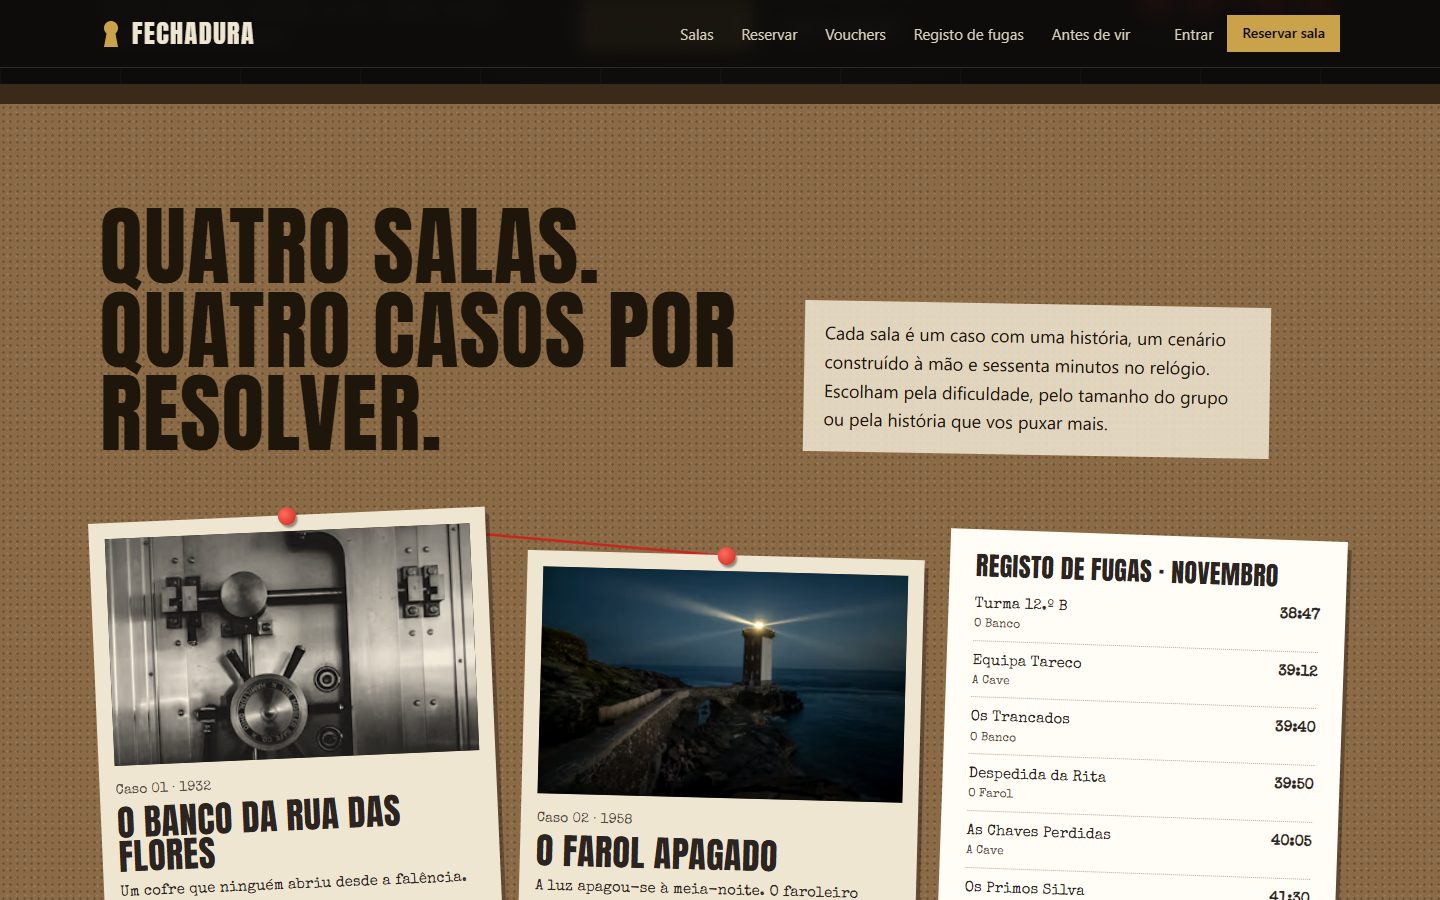 FECHADURA
Salas
Reservar
Vouchers
Registo de fugas
Antes de vir
Entrar
Reservar sala
QUATRO SALAS.
QUATRO CASOS POR
RESOLVER.
Cada sala é um caso com uma história, um cenário
construído à mão e sessenta minutos no relógio.
Escolham pela dificuldade, pelo tamanho do grupo
ou pela história que vos puxar mais.
Caso 01 · 1932
O BANCO DA RUA DAS
FLORES
Um cofre que ninguém abriu desde a falência.
Caso 02 · 1958
O FAROL APAGADO
A luz apagou-se à meia-noite. O faroleiro
REGISTO DE FUGAS · NOVEMBRO
Turma 12.º B
38:47
O Banco
Equipa Tareco
39:12
A Cave
Os Trancados
39:40
O Banco
Despedida da Rita
39:50
O Farol
As Chaves Perdidas
40:05
A Cave
Os Primos Silva
41:30